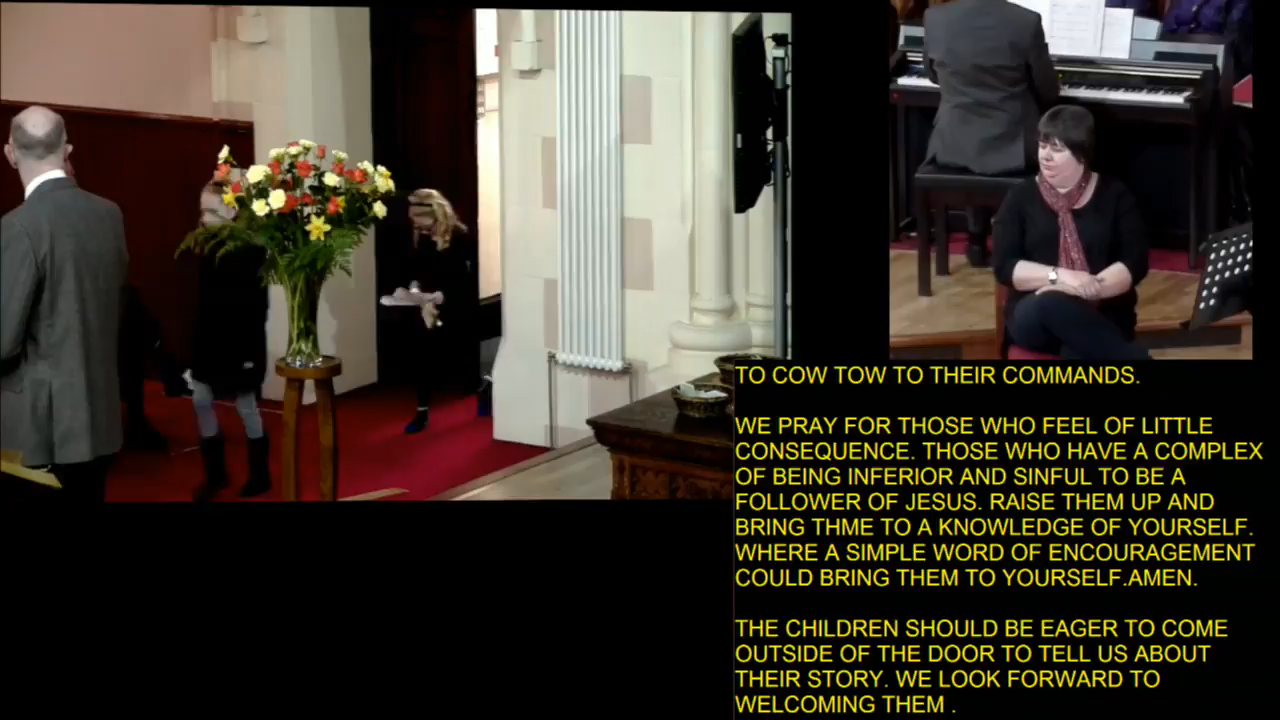 TO COW TOW TO THEIR COMMANDS.
WE PRAY FOR THOSE WHO FEEL OF LITTLE
CONSEQUENCE. THOSE WHO HAVE A COMPLEX
OF BEING INFERIOR AND SINFUL TO BE A
FOLLOWER OF JESUS. RAISE THEM UP AND
BRING THME TO A KNOWLEDGE OF YOURSELF.
WHERE A SIMPLE WORD OF ENCOURAGEMENT
COULD BRING THEM TO YOURSELF.AMEN.
THE CHILDREN SHOULD BE EAGER TO COME
OUTSIDE OF THE DOOR TO TELL US ABOUT
THEIR STORY. WE LOOK FORWARD TO
WELCOMING THEM .